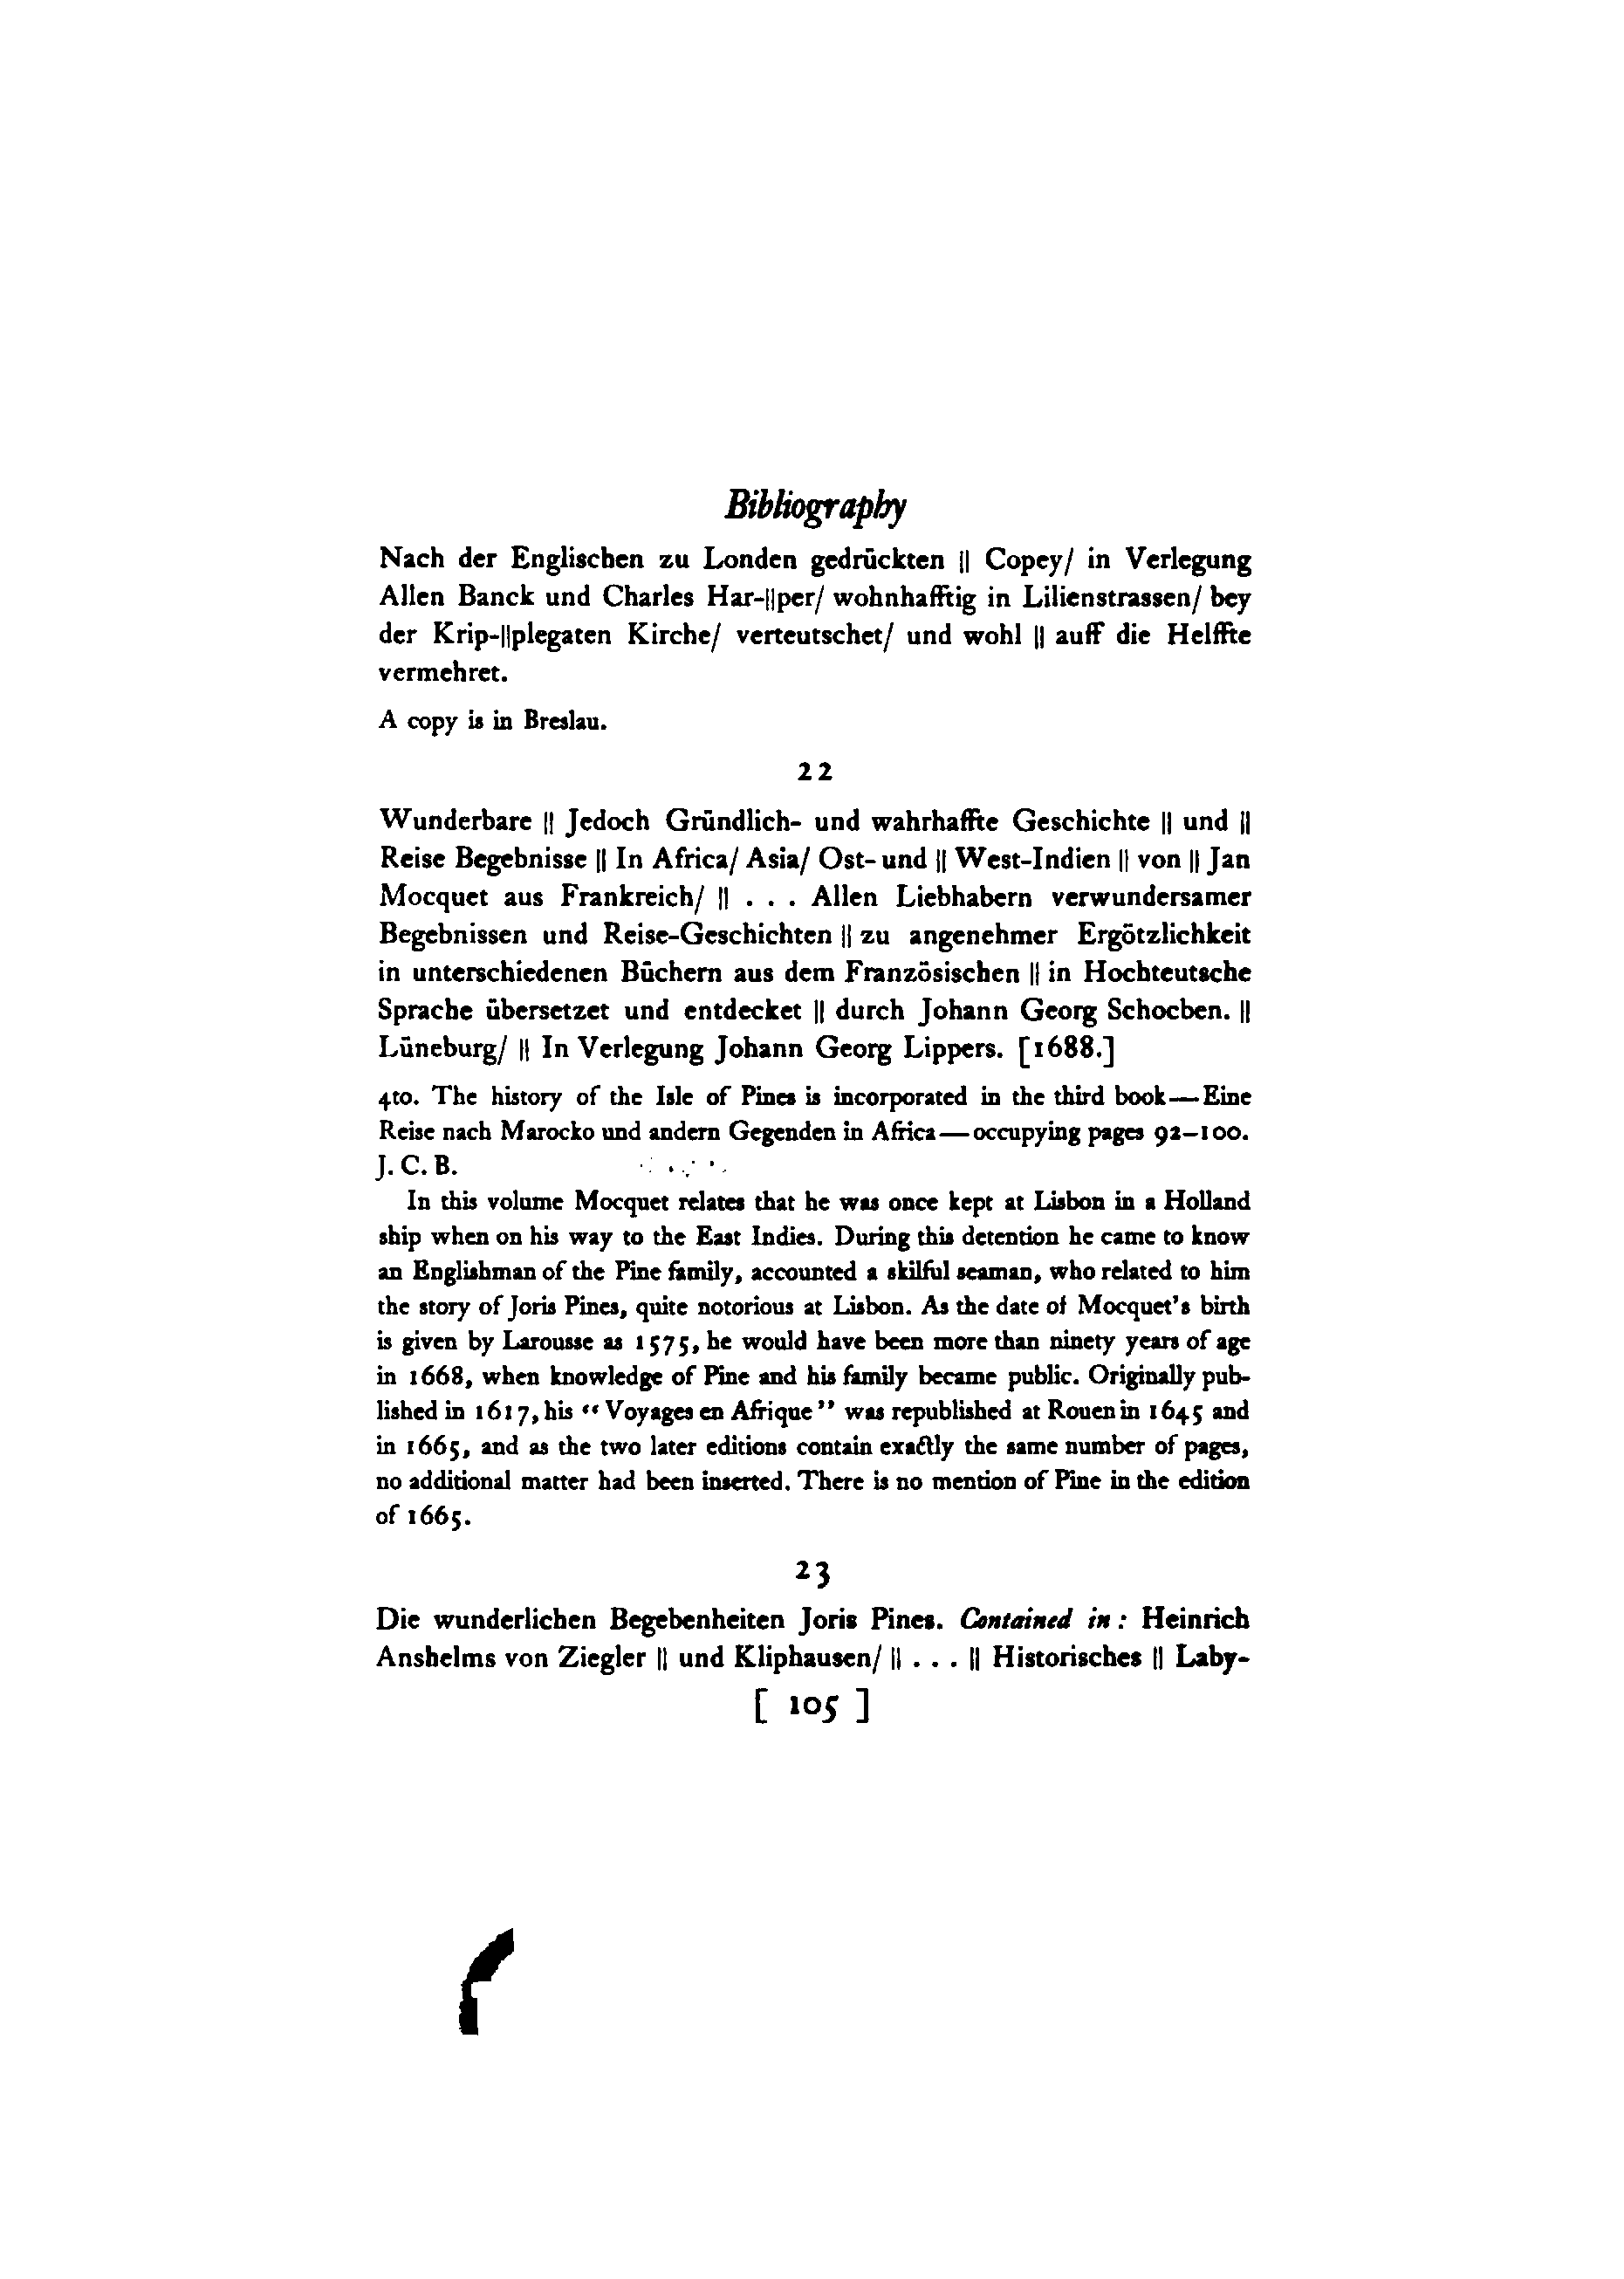 Bibliography
Nach der Englischen zu Londen gedrückten || Copey/ in Verlegung
Allen Banck und Charles Har-||per/ wohnhafftig in Lilienstrassen/ bey
der Krip-||plegaten Kirche/ verteutschet/ und wohl || auff die Helffte
vermehret.
A copy is in Breslau.
22
Wunderbare || Jedoch Gründlich- und wahrhaffte Geschichte || und ||
Reise Begebnisse || In Africa/ Asia/ Ost- und || West-Indien || von || Jan
Mocquet aus Frankreich/ || . . . Allen Liebhabern verwundersamer
Begebnissen und Reise-Geschichten || zu angenehmer Ergötzlichkeit
in unterschiedenen Büchern aus dem Französischen || in Hochteutsche
Sprache übersetzet und entdecket || durch Johann Georg Schochen. ||
Lüneburg/ || In Verlegung Johann Georg Lippers. [1688.]
4to. The history of the Isle of Pines is incorporated in the third book—Eine
Reise nach Marocko und andern Gegenden in Africa—occupying pages 92–100.
J. C. B.
In this volume Mocquet relates that he was once kept at Lisbon in a Holland
ship when on his way to the East Indies. During this detention he came to know
an Englishman of the Pine family, accounted a skilful seaman, who related to him
the story of Joris Pines, quite notorious at Lisbon. As the date of Mocquet's birth
is given by Larousse as 1575, he would have been more than ninety years of age
in 1668, when knowledge of Pine and his family became public. Originally pub-
lished in 1617, his “Voyages en Afrique” was republished at Rouen in 1645 and
in 1665, and as the two later editions contain exactly the same number of pages,
no additional matter had been inserted. There is no mention of Pine in the edition
of 1665.
23
Die wunderlichen Begebenheiten Joris Pines. Contained in: Heinrich
Anshelms von Ziegler || und Kliphausen/ || . . . || Historisches || Laby-
[ 105 ]